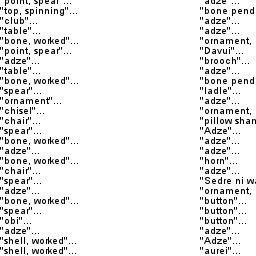 "point, spear"... "adze"...
"top, spinning"... "bone pend
"club"... "adze"...
"table"... "adze"...
"bone, worked"... "ornament,
"point, spear"... "Davui"...
"adze"... "brooch"...
"table"... "adze"...
"bone, worked"... "bone pend
"spear"... "ladle"...
"ornament"... "adze"...
"chisel"... "ornament,
"chair"... "pillow shan
"spear"... "Adze"...
"bone, worked"... "adze"...
"adze"... "adze"...
"bone, worked"... "horn"...
"chair"... "adze"...
"spear"... "Sedre ni wa
"adze"... "ornament,
"bone, worked"... "button"...
"spear"... "button"...
"obi"... "button"...
"adze"... "adze"...
"shell, worked"... "Adze"...
"shell, worked"... "aurei"...